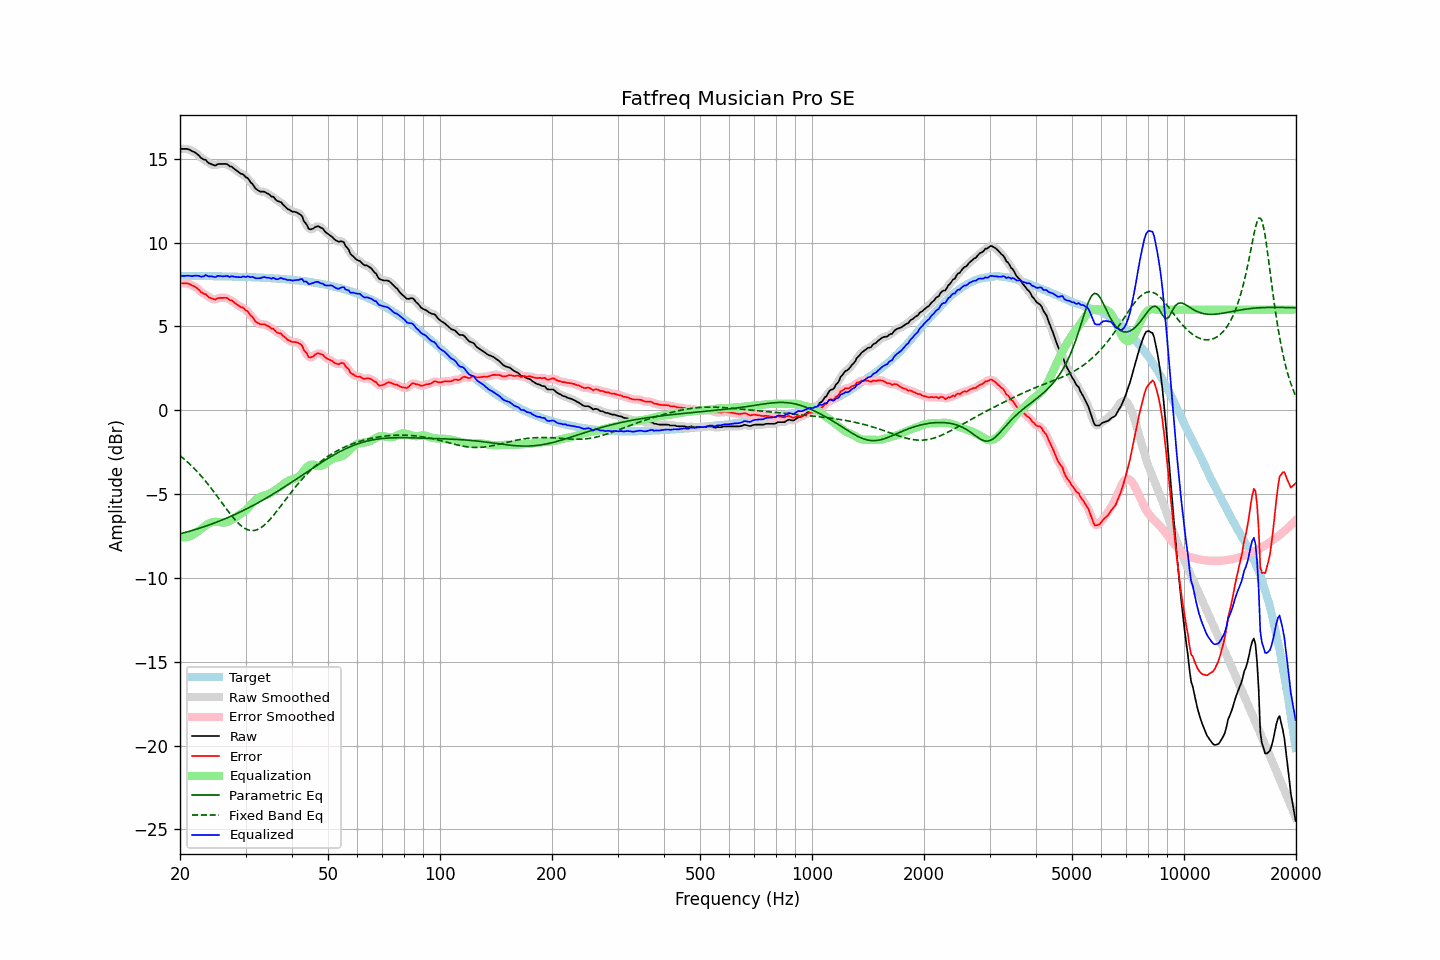 Fatfreq Musician Pro SE
15
10
5
0
−5
−10
−15
−20
−25
Amplitude (dBr)
Target
Raw Smoothed
Error Smoothed
Raw
Error
Equalization
Parametric Eq
Fixed Band Eq
Equalized
20 50 100 200 500 1000 2000 5000 10000 20000
Frequency (Hz)